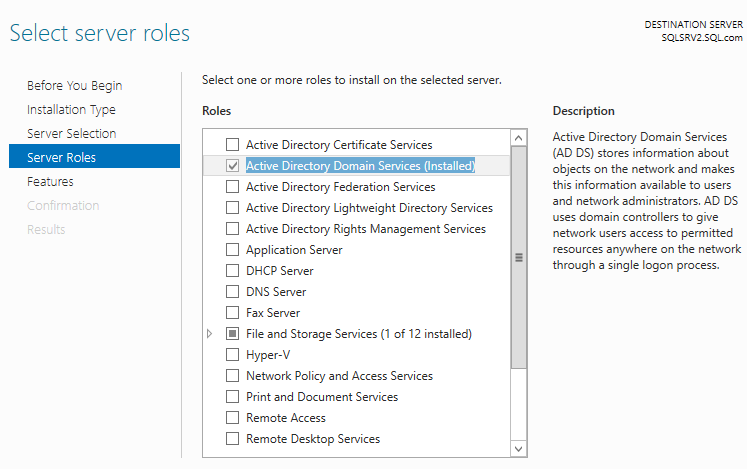 Select server roles
DESTINATION SERVER
SQLSRV2.SQL.com
Before You Begin
Installation Type
Server Selection
Server Roles
Features
Confirmation
Results
Select one or more roles to install on the selected server.
Roles
Active Directory Certificate Services
Active Directory Domain Services (Installed)
Active Directory Federation Services
Active Directory Lightweight Directory Services
Active Directory Rights Management Services
Application Server
DHCP Server
DNS Server
Fax Server
File and Storage Services (1 of 12 installed)
Hyper-V
Network Policy and Access Services
Print and Document Services
Remote Access
Remote Desktop Services
Description
Active Directory Domain Services
(AD DS) stores information about
objects on the network and makes
this information available to users
and network administrators. AD DS
uses domain controllers to give
network users access to permitted
resources anywhere on the network
through a single logon process.